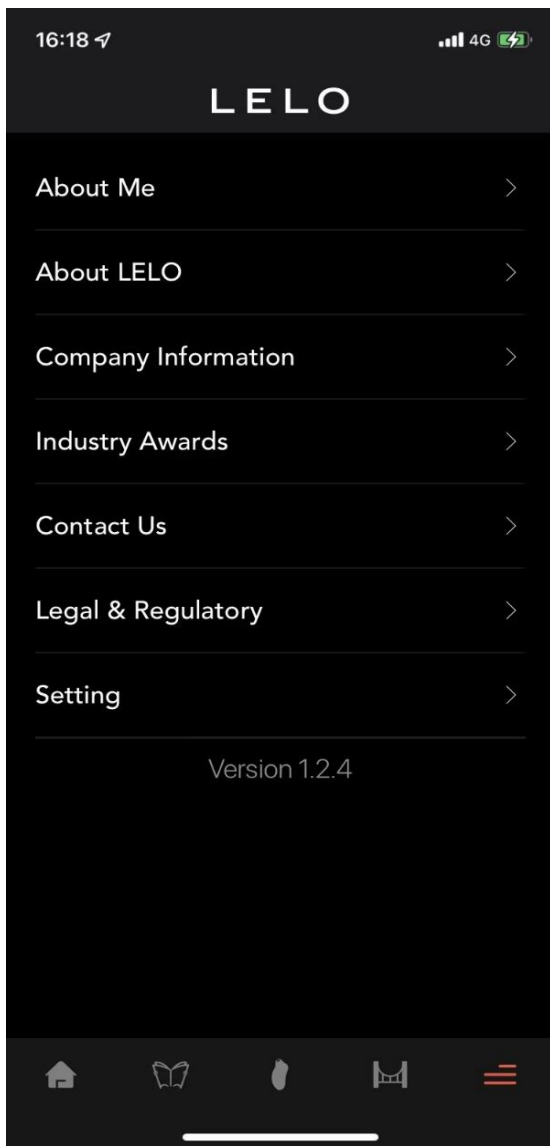 16:18
4G
LELO
About Me
About LELO
Company Information
Industry Awards
Contact Us
Legal & Regulatory
Setting
Version 1.2.4